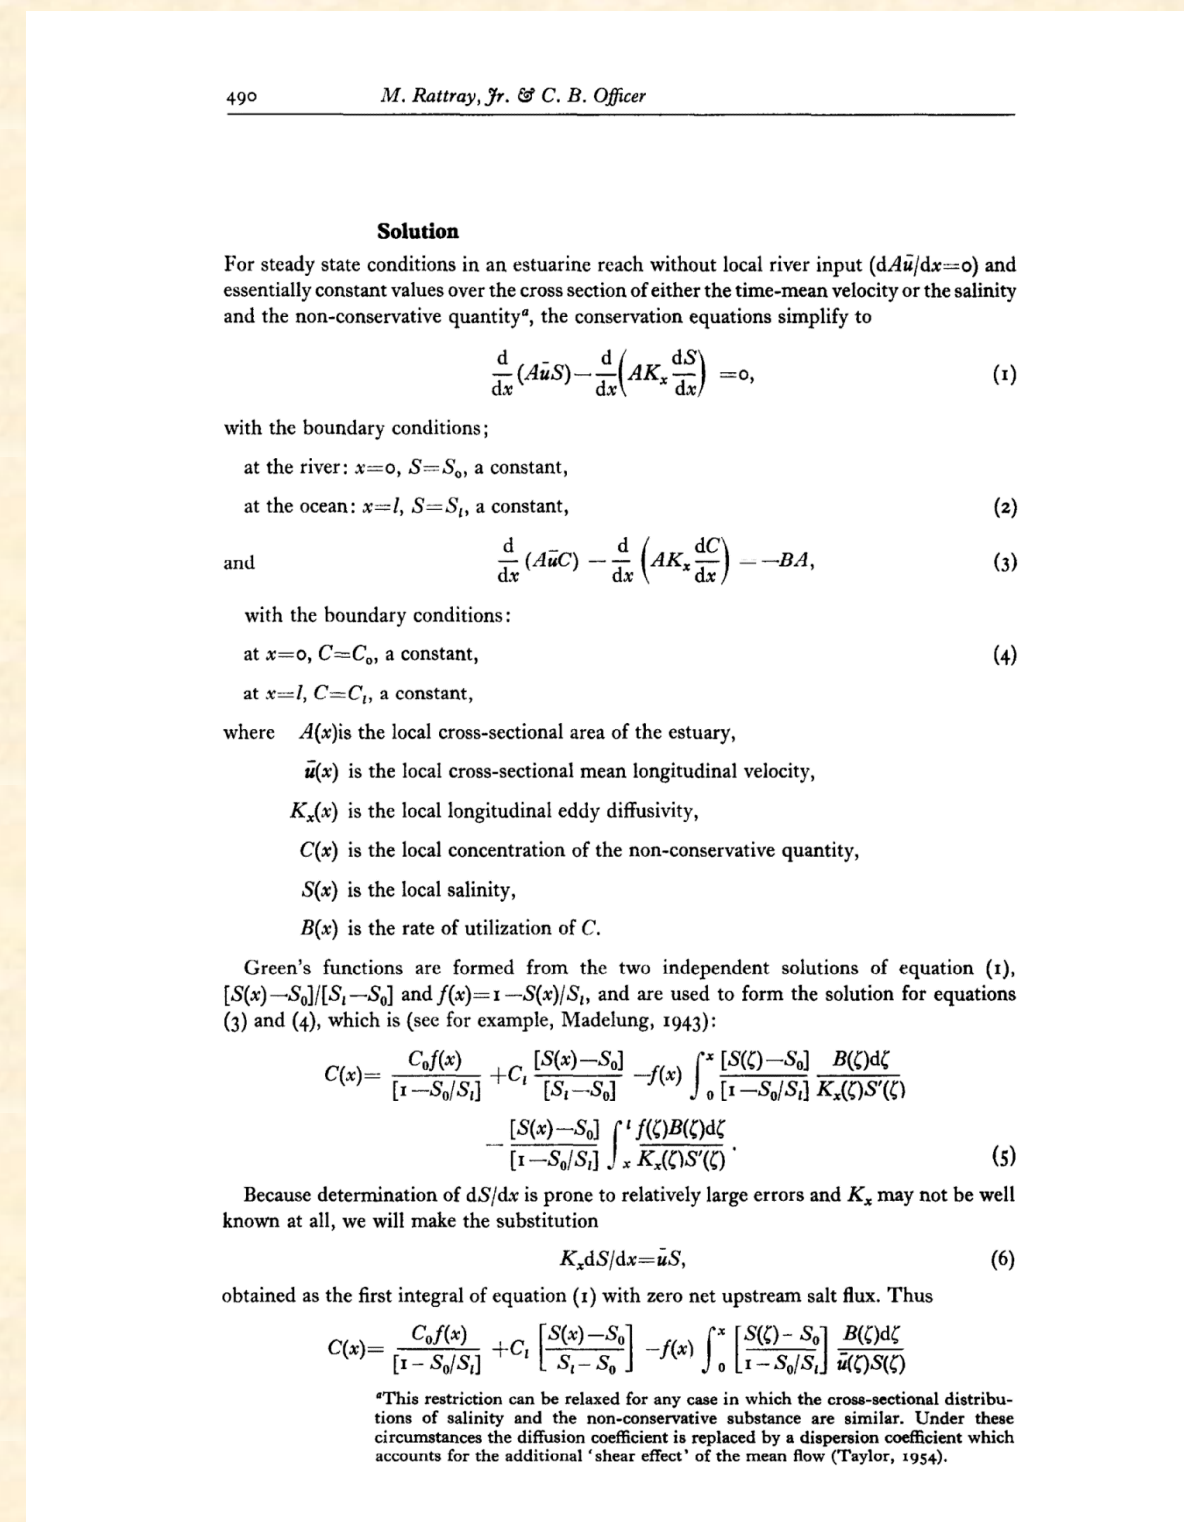 490 M. Rattray, Jr. & C. B. Officer
Solution
For steady state conditions in an estuarine reach without local river input (dAū/dx=0) and
essentially constant values over the cross section of either the time-mean velocity or the salinity
and the non-conservative quantityᵃ, the conservation equations simplify to
d/dx (AūS) − d/dx (AKₓ dS/dx) =0, (1)
with the boundary conditions;
at the river: x=0, S=S₀, a constant,
at the ocean: x=l, S=Sₗ, a constant, (2)
and d/dx (AūC) − d/dx (AKₓ dC/dx) = −BA, (3)
with the boundary conditions:
at x=0, C=C₀, a constant, (4)
at x=l, C=Cₗ, a constant,
where A(x)is the local cross-sectional area of the estuary,
ū(x) is the local cross-sectional mean longitudinal velocity,
Kₓ(x) is the local longitudinal eddy diffusivity,
C(x) is the local concentration of the non-conservative quantity,
S(x) is the local salinity,
B(x) is the rate of utilization of C.
Green's functions are formed from the two independent solutions of equation (1),
[S(x)−S₀]/[Sₗ−S₀] and f(x)=1−S(x)/Sₗ, and are used to form the solution for equations
(3) and (4), which is (see for example, Madelung, 1943):
C(x)= C₀f(x)/[1−S₀/Sₗ] +Cₗ [S(x)−S₀]/[Sₗ−S₀] −f(x) ∫₀ˣ [S(ζ)−S₀]/[1−S₀/Sₗ] B(ζ)dζ/Kₓ(ζ)S′(ζ)
− [S(x)−S₀]/[1−S₀/Sₗ] ∫ₓˡ f(ζ)B(ζ)dζ/Kₓ(ζ)S′(ζ) . (5)
Because determination of dS/dx is prone to relatively large errors and Kₓ may not be well
known at all, we will make the substitution
KₓdS/dx=ūS, (6)
obtained as the first integral of equation (1) with zero net upstream salt flux. Thus
C(x)= C₀f(x)/[1−S₀/Sₗ] +Cₗ [S(x)−S₀/Sₗ−S₀] −f(x) ∫₀ˣ [S(ζ)−S₀/1−S₀/Sₗ] B(ζ)dζ/ū(ζ)S(ζ)
ᵃThis restriction can be relaxed for any case in which the cross-sectional distribu-
tions of salinity and the non-conservative substance are similar. Under these
circumstances the diffusion coefficient is replaced by a dispersion coefficient which
accounts for the additional 'shear effect' of the mean flow (Taylor, 1954).